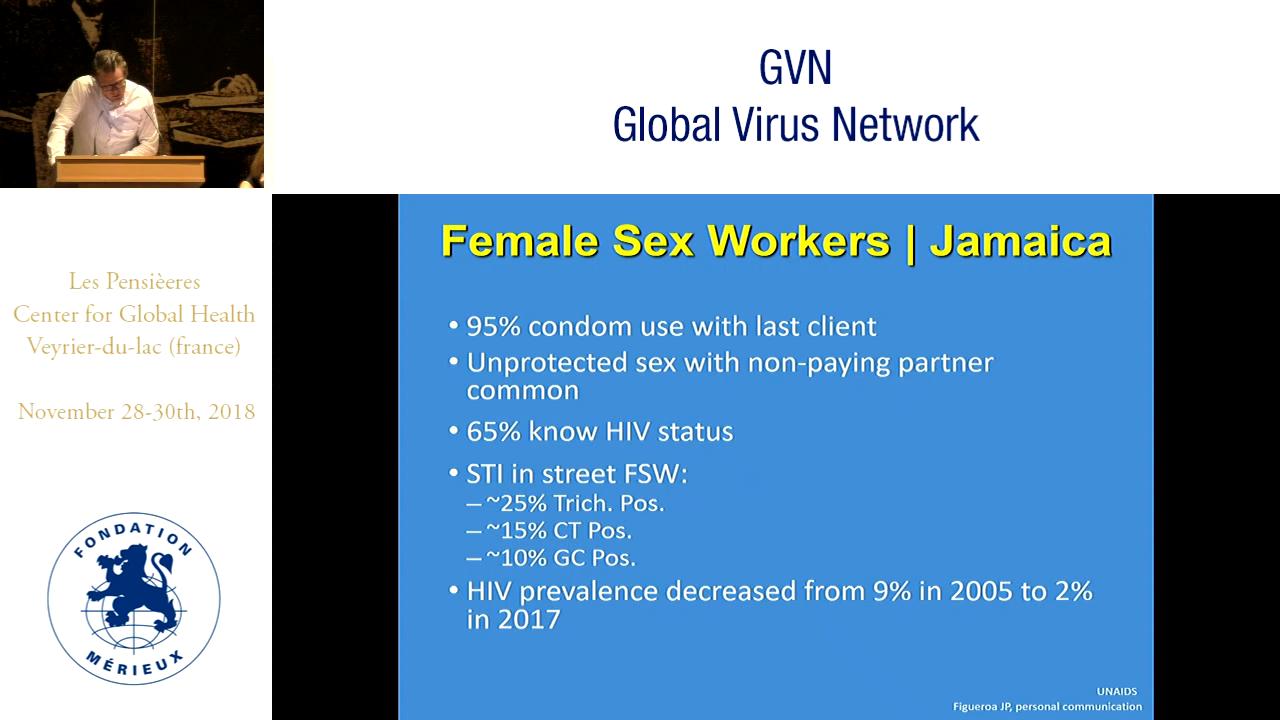 GVN
Global Virus Network
Les Pensièeres
Center for Global Health
Veyrier-du-lac (france)
November 28-30th, 2018
FONDATION
MÉRIEUX
Female Sex Workers | Jamaica
• 95% condom use with last client
• Unprotected sex with non-paying partner
common
• 65% know HIV status
• STI in street FSW:
– ~25% Trich. Pos.
– ~15% CT Pos.
– ~10% GC Pos.
• HIV prevalence decreased from 9% in 2005 to 2%
in 2017
UNAIDS
Figueroa JP, personal communication